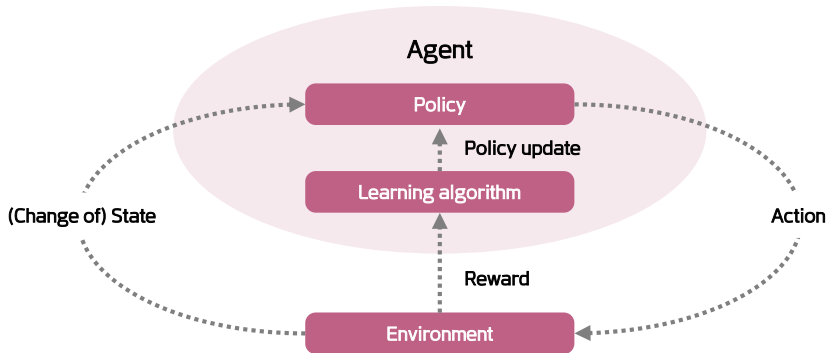 Agent
Policy
Policy update
Learning algorithm
(Change of) State
Action
Reward
Environment